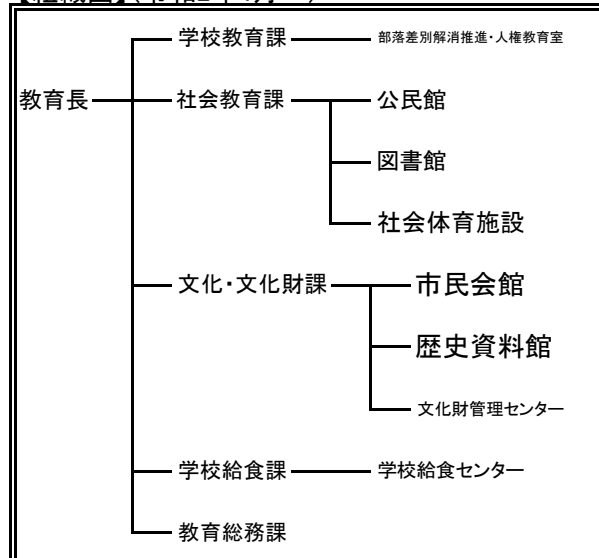 学校教育課 部落差別解消推進・人権教育室
教育長 社会教育課 公民館
図書館
社会体育施設
文化・文化財課 市民会館
歴史資料館
文化財管理センター
学校給食課 学校給食センター
教育総務課